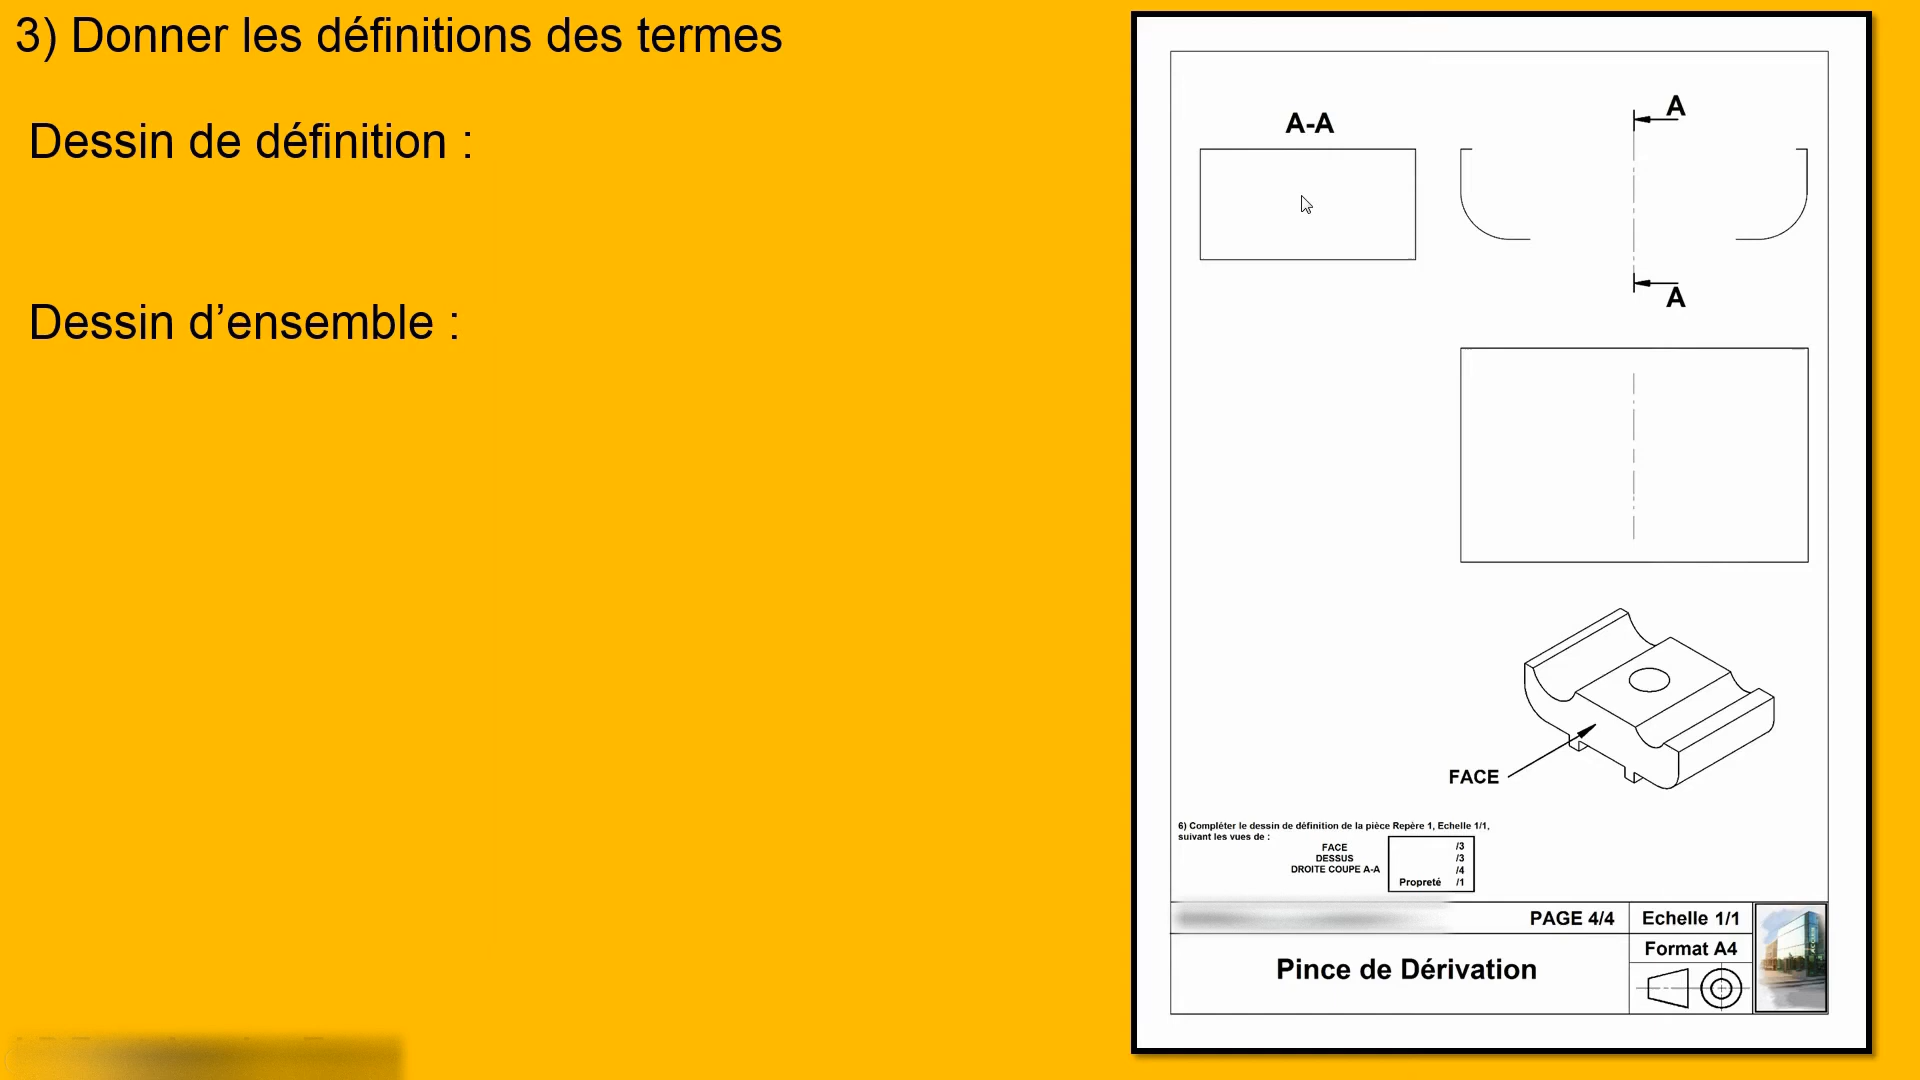 3) Donner les définitions des termes
Dessin de définition :
Dessin d’ensemble :
A-A
A
A
FACE
6) Compléter le dessin de définition de la pièce Repère 1, Echelle 1/1,
suivant les vues de :
FACE /3
DESSUS /3
DROITE COUPE A-A /4
Propreté /1
PAGE 4/4
Echelle 1/1
Format A4
Pince de Dérivation